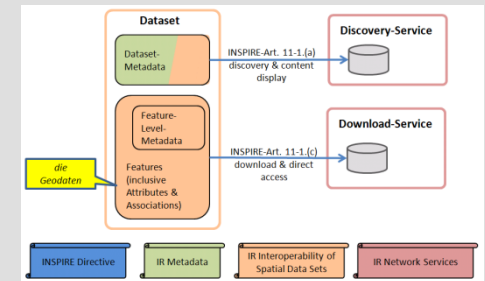 Dataset
Dataset-
Metadata
INSPIRE-Art. 11-1.(a)
discovery & content
display
Discovery-Service
Feature-
Level-
Metadata
Features
(inclusive
Attributes &
Associations)
INSPIRE-Art. 11-1.(c)
download & direct
access
Download-Service
die
Geodaten
INSPIRE Directive
IR Metadata
IR Interoperability of
Spatial Data Sets
IR Network Services